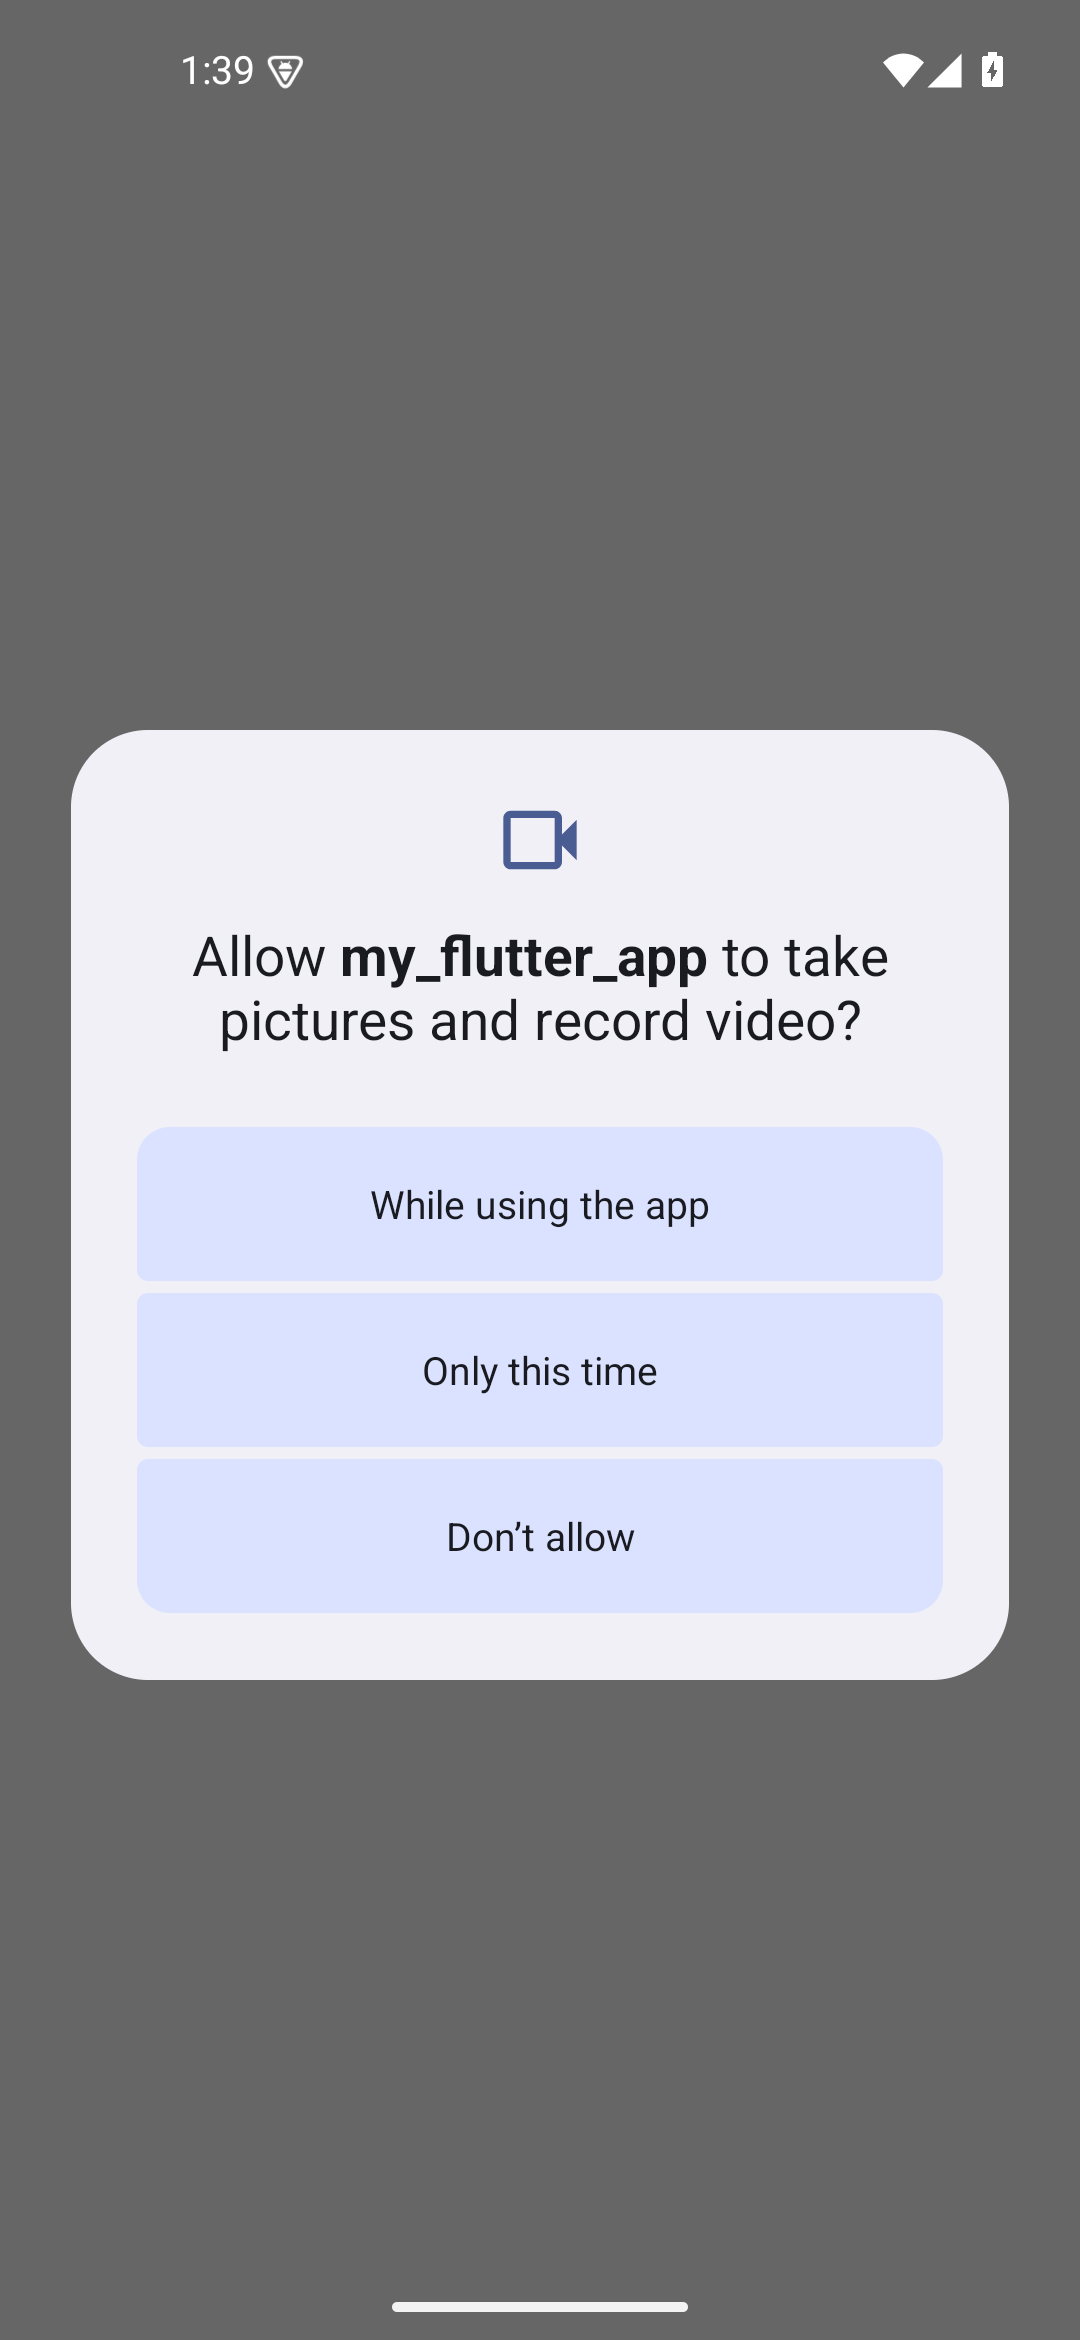 1:39
Allow my_flutter_app to take
pictures and record video?
While using the app
Only this time
Don’t allow